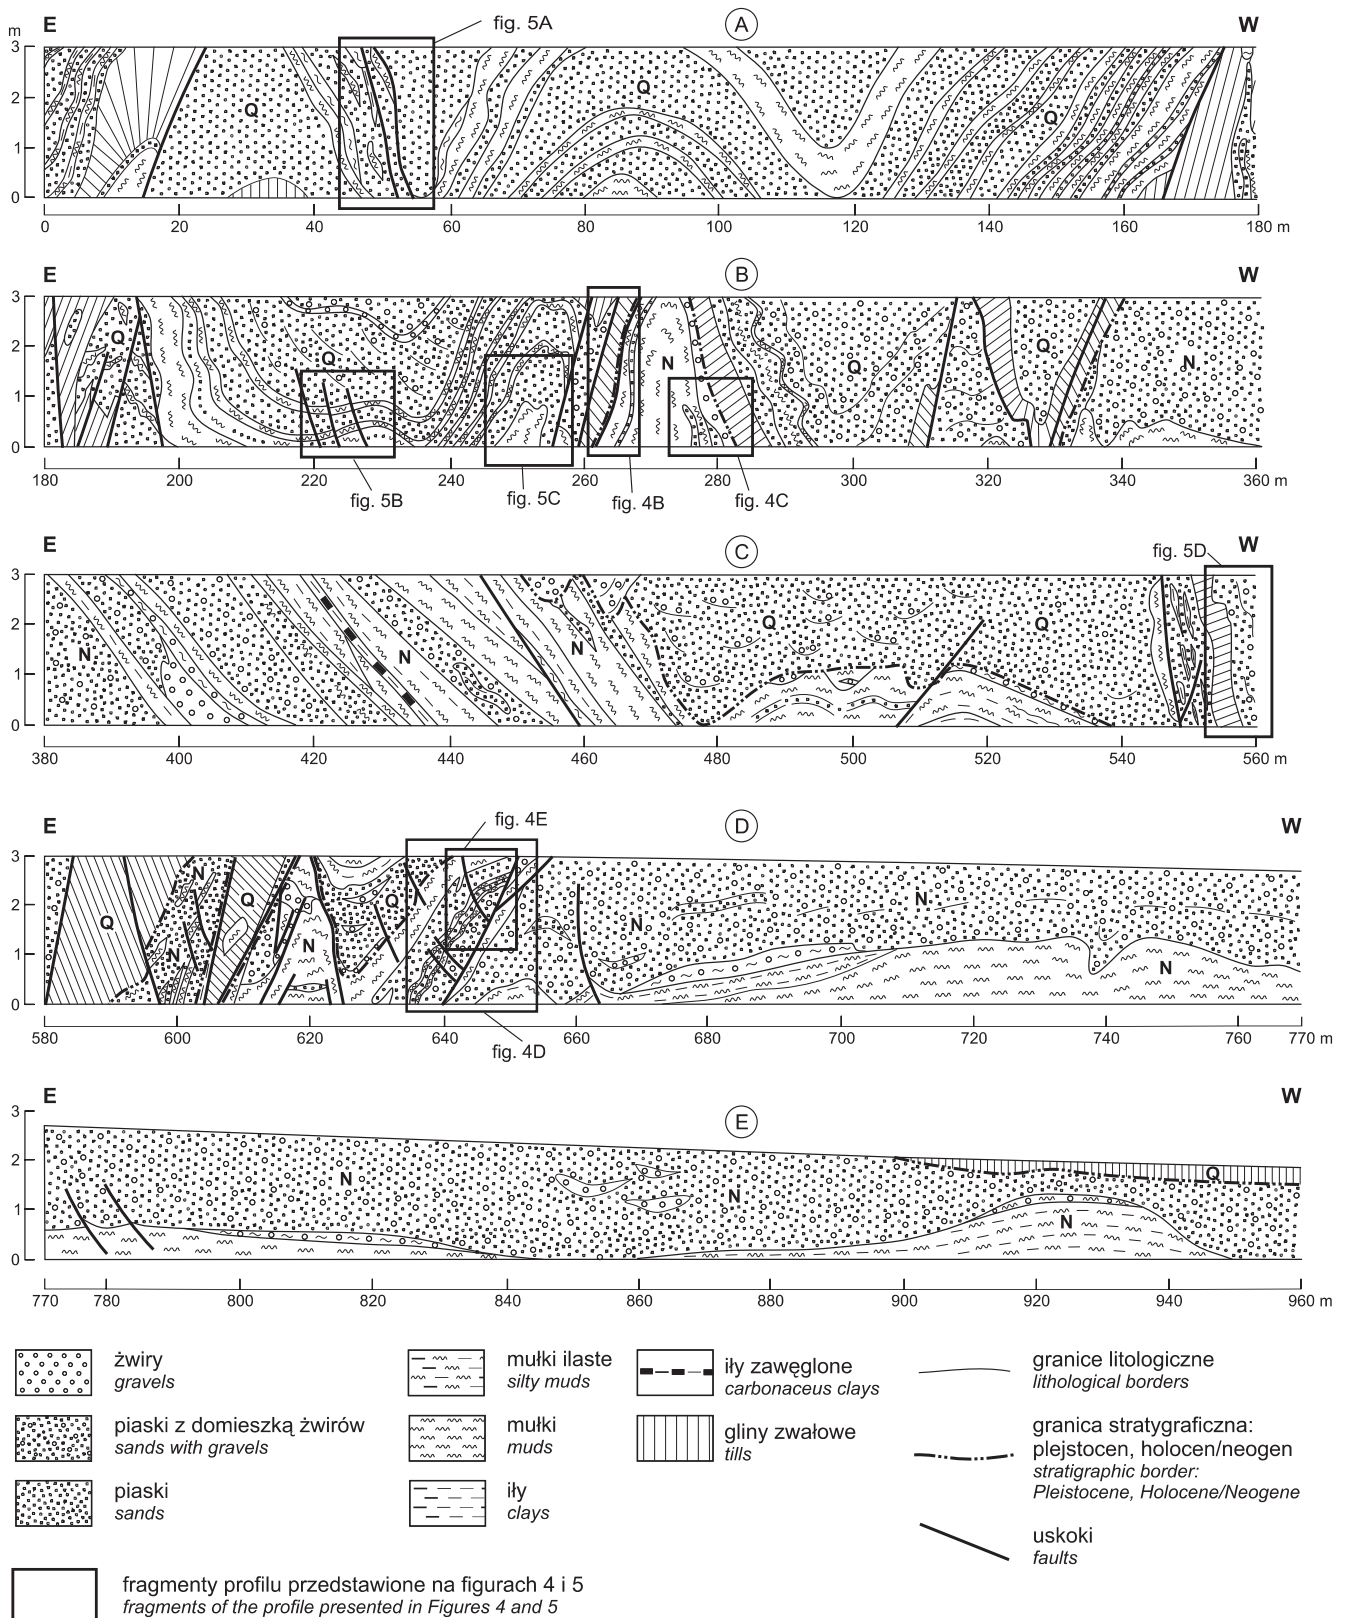 fig. 5A
E
A
W
m
3
2
1
0
Q
Q
Q
0
20
40
60
80
100
120
140
160
180 m
E
B
W
3
2
1
0
Q
Q
N
Q
Q
N
180
200
220
240
260
280
300
320
340
360 m
fig. 5B
fig. 5C
fig. 4B
fig. 4C
E
C
fig. 5D
W
3
2
1
0
N
N
N
Q
Q
380
400
420
440
460
480
500
520
540
560 m
E
fig. 4E
D
W
3
2
1
0
Q
N
N
Q
N
Q
N
N
N
580
600
620
640
660
680
700
720
740
760
770 m
fig. 4D
E
E
W
3
2
1
0
N
N
N
Q
770
780
800
820
840
860
880
900
920
940
960 m
żwiry
gravels
piaski z domieszką żwirów
sands with gravels
piaski
sands
mułki ilaste
silty muds
mułki
muds
iły
clays
iły zawęglone
carbonaceus clays
gliny zwałowe
tills
granice litologiczne
lithological borders
granica stratygraficzna:
plejstocen, holocen/neogen
stratigraphic border:
Pleistocene, Holocene/Neogene
uskoki
faults
fragmenty profilu przedstawione na figurach 4 i 5
fragments of the profile presented in Figures 4 and 5